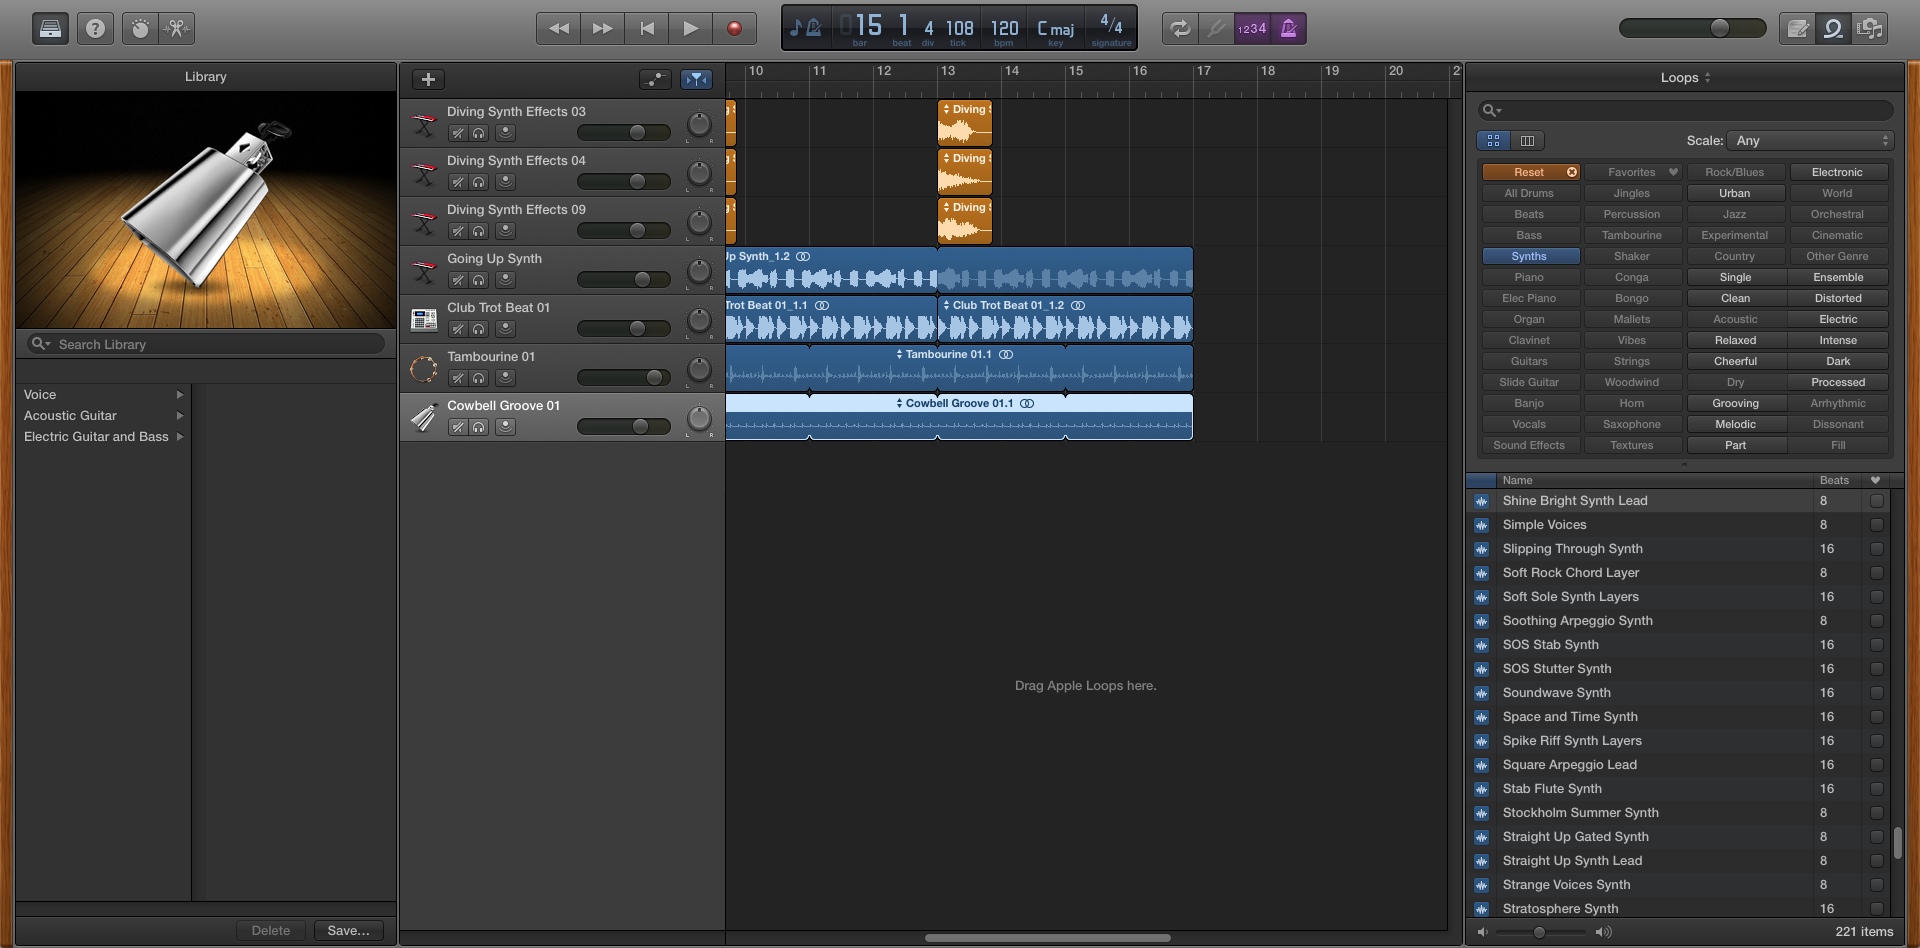 15 1 4 108 120 C maj 4/4
bar beat div tick bpm key signature
1234
Library
10 11 12 13 14 15 16 17 18 19 20
Loops
Diving Synth Effects 03
Diving
Diving Synth Effects 04
Diving
Diving Synth Effects 09
Diving
Going Up Synth
Up Synth_1.2
Club Trot Beat 01
Trot Beat 01_1.1
Club Trot Beat 01_1.2
Tambourine 01
Tambourine 01.1
Cowbell Groove 01
Cowbell Groove 01.1
Drag Apple Loops here.
Search Library
Voice
Acoustic Guitar
Electric Guitar and Bass
Delete Save...
Scale: Any
Reset Favorites Rock/Blues Electronic
All Drums Jingles Urban World
Beats Percussion Jazz Orchestral
Bass Tambourine Experimental Cinematic
Synths Shaker Country Other Genre
Piano Conga Single Ensemble
Elec Piano Bongo Clean Distorted
Organ Mallets Acoustic Electric
Clavinet Vibes Relaxed Intense
Guitars Strings Cheerful Dark
Slide Guitar Woodwind Dry Processed
Banjo Horn Grooving Arrhythmic
Vocals Saxophone Melodic Dissonant
Sound Effects Textures Part Fill
Name Beats
Shine Bright Synth Lead 8
Simple Voices 8
Slipping Through Synth 16
Soft Rock Chord Layer 8
Soft Sole Synth Layers 16
Soothing Arpeggio Synth 8
SOS Stab Synth 16
SOS Stutter Synth 16
Soundwave Synth 16
Space and Time Synth 16
Spike Riff Synth Layers 16
Square Arpeggio Lead 16
Stab Flute Synth 16
Stockholm Summer Synth 8
Straight Up Gated Synth 8
Straight Up Synth Lead 8
Strange Voices Synth 8
Stratosphere Synth 16
221 items